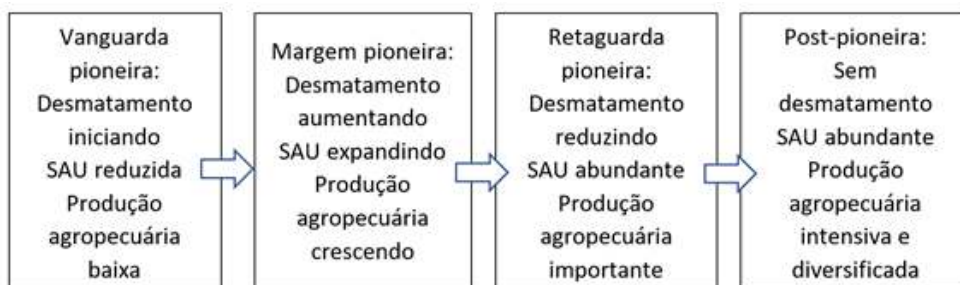 Vanguarda
pioneira:
Desmatamento
iniciando
SAU reduzida
Produção
agropecuária
baixa
Margem pioneira:
Desmatamento
aumentando
SAU expandindo
Produção
agropecuária
crescendo
Retaguarda
pioneira:
Desmatamento
reduzindo
SAU abundante
Produção
agropecuária
importante
Post-pioneira:
Sem
desmatamento
SAU abundante
Produção
agropecuária
intensiva e
diversificada